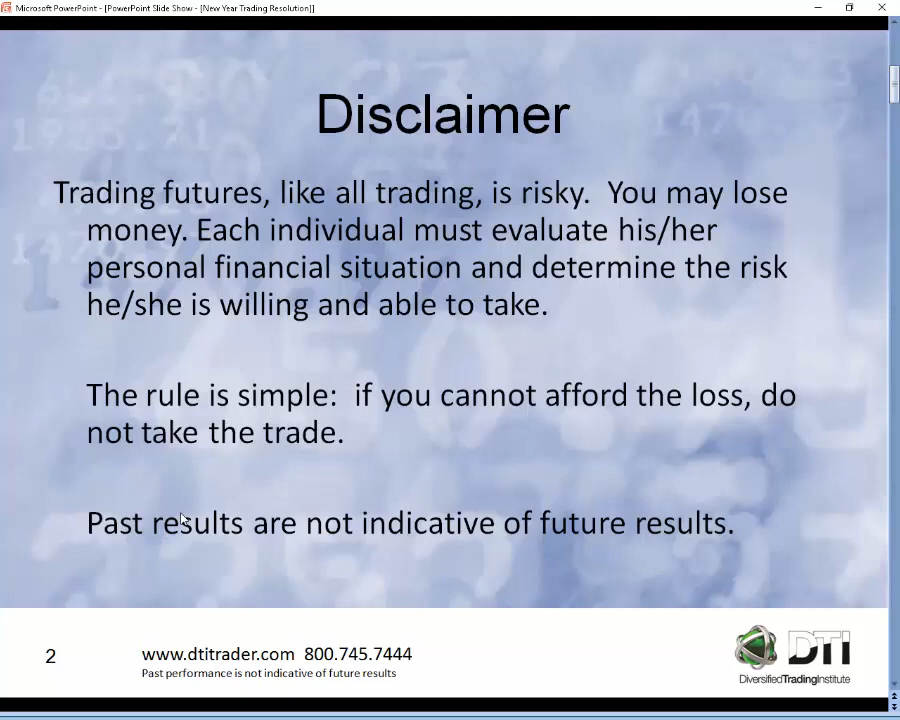 Microsoft PowerPoint - [PowerPoint Slide Show - [New Year Trading Resolution]]
Disclaimer
Trading futures, like all trading, is risky.  You may lose
money. Each individual must evaluate his/her
personal financial situation and determine the risk
he/she is willing and able to take.
The rule is simple:  if you cannot afford the loss, do
not take the trade.
Past results are not indicative of future results.
2
www.dtitrader.com  800.745.7444
Past performance is not indicative of future results
DTI
DiversifiedTradingInstitute